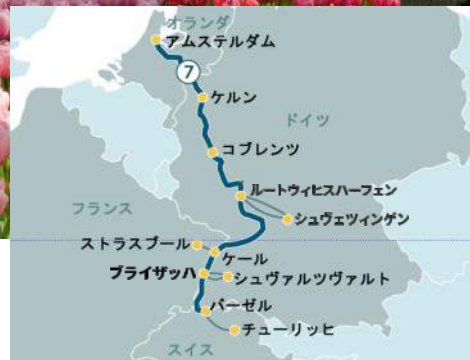 オランダ
アムステルダム
7
ケルン
ドイツ
コブレンツ
ルートウィヒスハーフェン
フランス
シュヴェツィンゲン
ストラスブール
ケール
ブライザッハ
シュヴァルツヴァルト
バーゼル
チューリッヒ
スイス